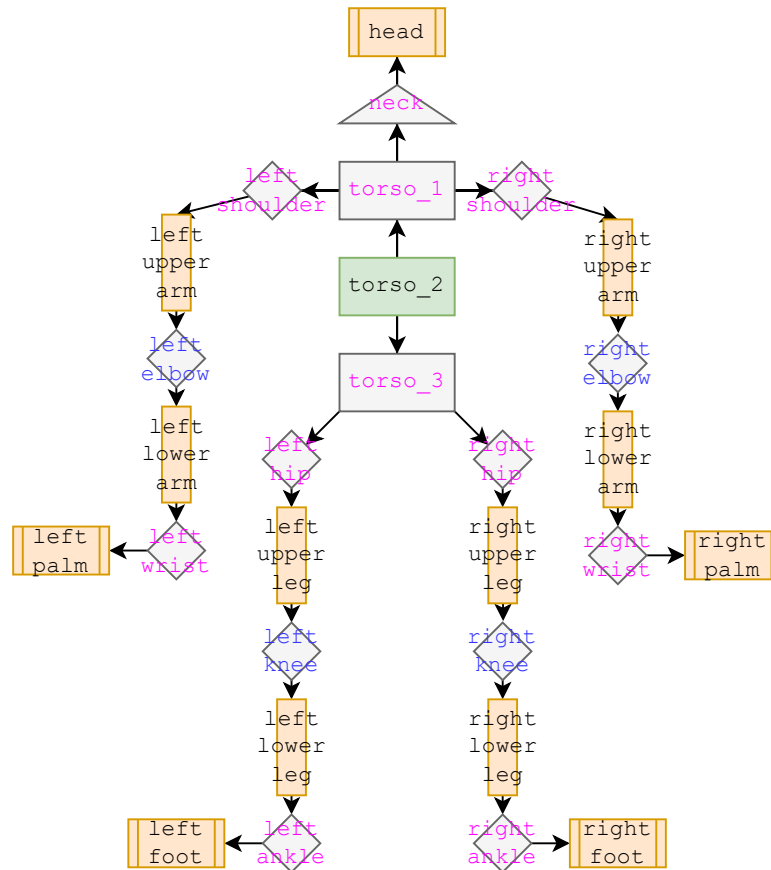 head
neck
left
shoulder
torso_1
right
shoulder
left
upper
arm
right
upper
arm
torso_2
left
elbow
right
elbow
torso_3
left
lower
arm
right
lower
arm
left
hip
right
hip
left
palm
left
wrist
left
upper
leg
right
upper
leg
right
wrist
right
palm
left
knee
right
knee
left
lower
leg
right
lower
leg
left
foot
left
ankle
right
ankle
right
foot